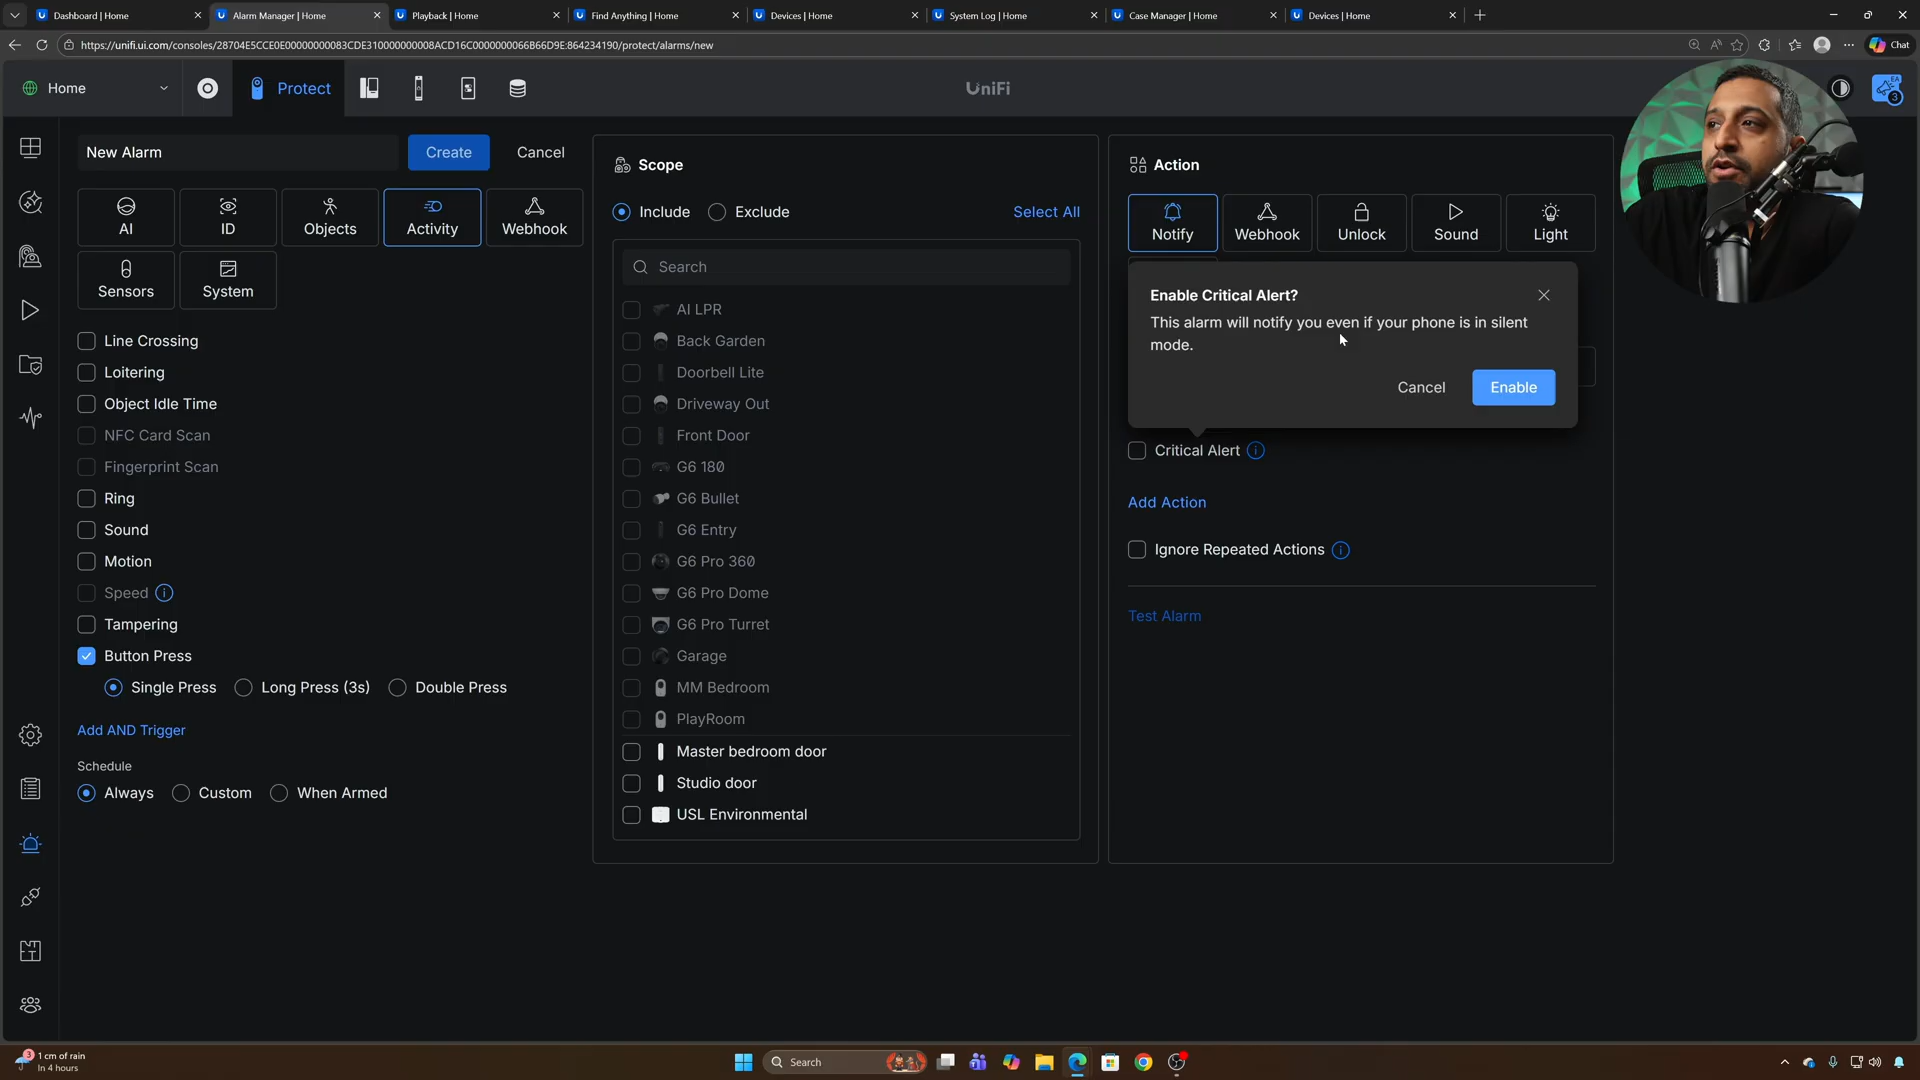 Dashboard | Home
Alarm Manager | Home
Playback | Home
Find Anything | Home
Devices | Home
System Log | Home
Case Manager | Home
Devices | Home
https://unifi.ui.com/consoles/28704E5CCE0E00000000083CDE310000000008ACD16C0000000066B66D9E:864234190/protect/alarms/new
Chat
Home
Protect
UniFi
EA
3
New Alarm
Create
Cancel
AI
ID
Objects
Activity
Webhook
Sensors
System
Line Crossing
Loitering
Object Idle Time
NFC Card Scan
Fingerprint Scan
Ring
Sound
Motion
Speed
Tampering
Button Press
Single Press
Long Press (3s)
Double Press
Add AND Trigger
Schedule
Always
Custom
When Armed
Scope
Include
Exclude
Select All
Search
AI LPR
Back Garden
Doorbell Lite
Driveway Out
Front Door
G6 180
G6 Bullet
G6 Entry
G6 Pro 360
G6 Pro Dome
G6 Pro Turret
Garage
MM Bedroom
PlayRoom
Master bedroom door
Studio door
USL Environmental
Action
Notify
Webhook
Unlock
Sound
Light
Enable Critical Alert?
This alarm will notify you even if your phone is in silent
mode.
Cancel
Enable
Critical Alert
Add Action
Ignore Repeated Actions
Test Alarm
3
1 cm of rain
In 4 hours
Search